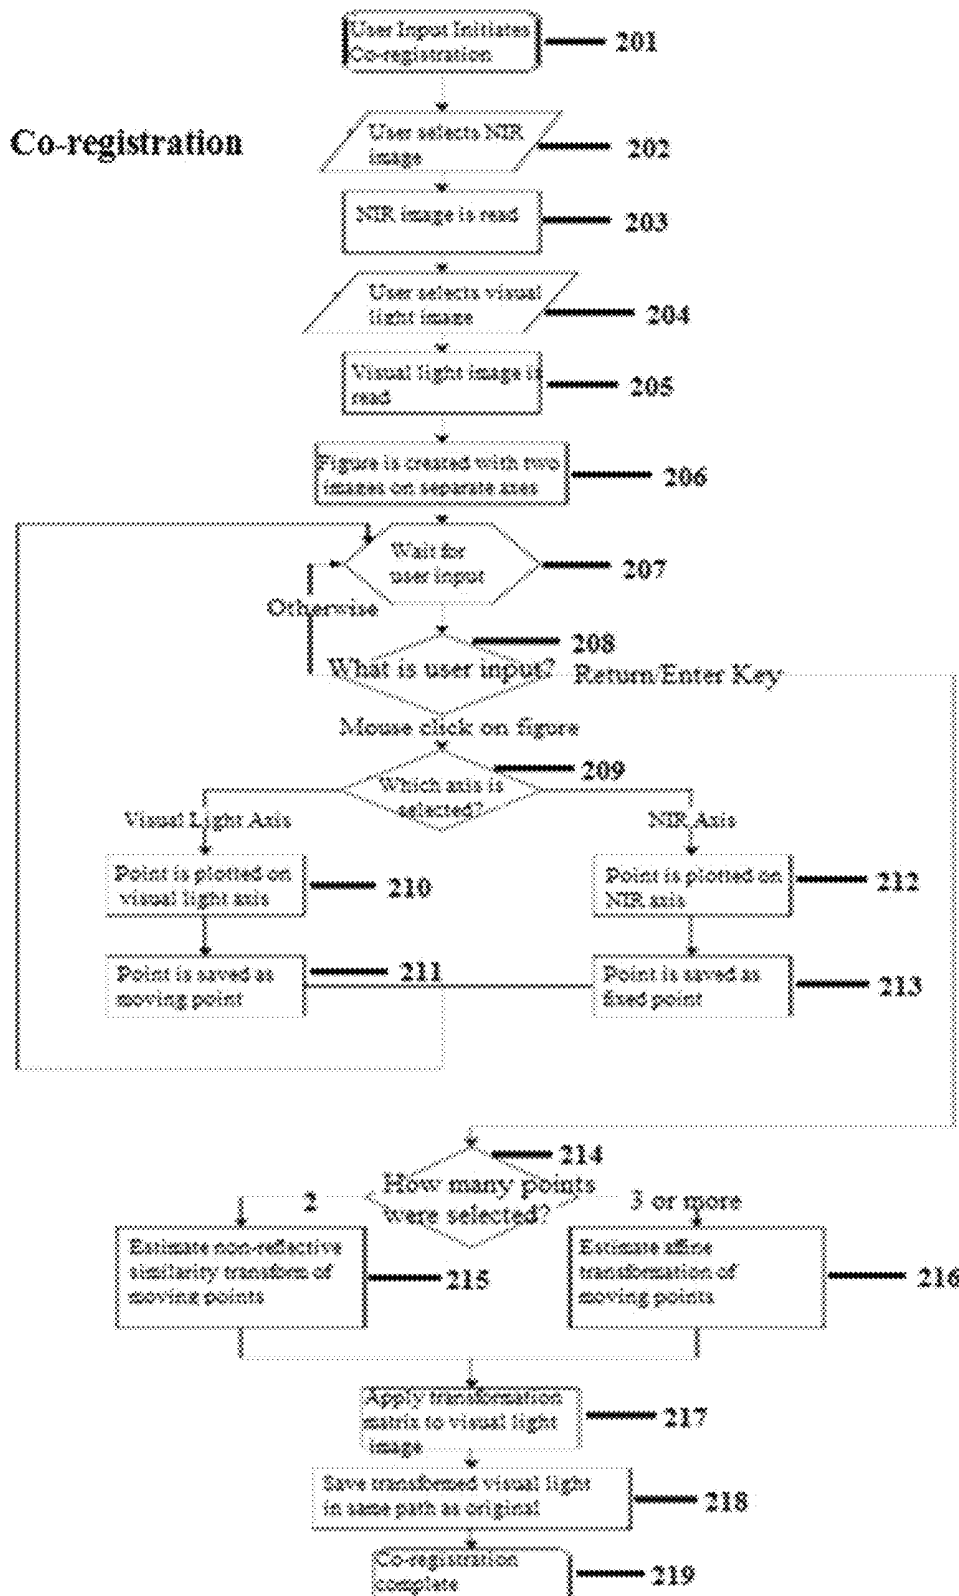 User Input Initiates
Co-registration
201
Co-registration
User selects NIR
image
202
NIR image is read
203
User selects visual
light image
204
Visual light image is
read
205
Figure is created with two
images on separate axes
206
Wait for
user input
207
Otherwise
208
What is user input?
Return/Enter Key
Mouse click on figure
209
Which axis is
selected?
Visual Light Axis
NIR Axis
Point is plotted on
visual light axis
210
Point is plotted on
NIR axis
212
Point is saved as
moving point
211
Point is saved as
fixed point
213
214
How many points
were selected?
2
3 or more
Estimate non-reflective
similarity transform of
moving points
215
Estimate affine
transformation of
moving points
216
Apply transformation
matrix to visual light
image
217
Save transformed visual light
in same path as original
218
Co-registration
complete
219